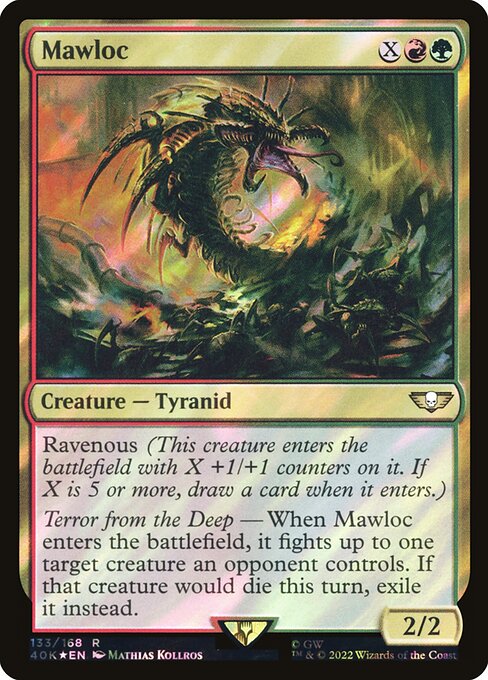 Mawloc X
Creature — Tyranid
Ravenous (This creature enters the
battlefield with X +1/+1 counters on it. If
X is 5 or more, draw a card when it enters.)
Terror from the Deep — When Mawloc
enters the battlefield, it fights up to one
target creature an opponent controls. If
that creature would die this turn, exile
it instead.
2/2
133/168 R
40K★EN Mathias Kollros
© GW
™ & © 2022 Wizards of the Coast